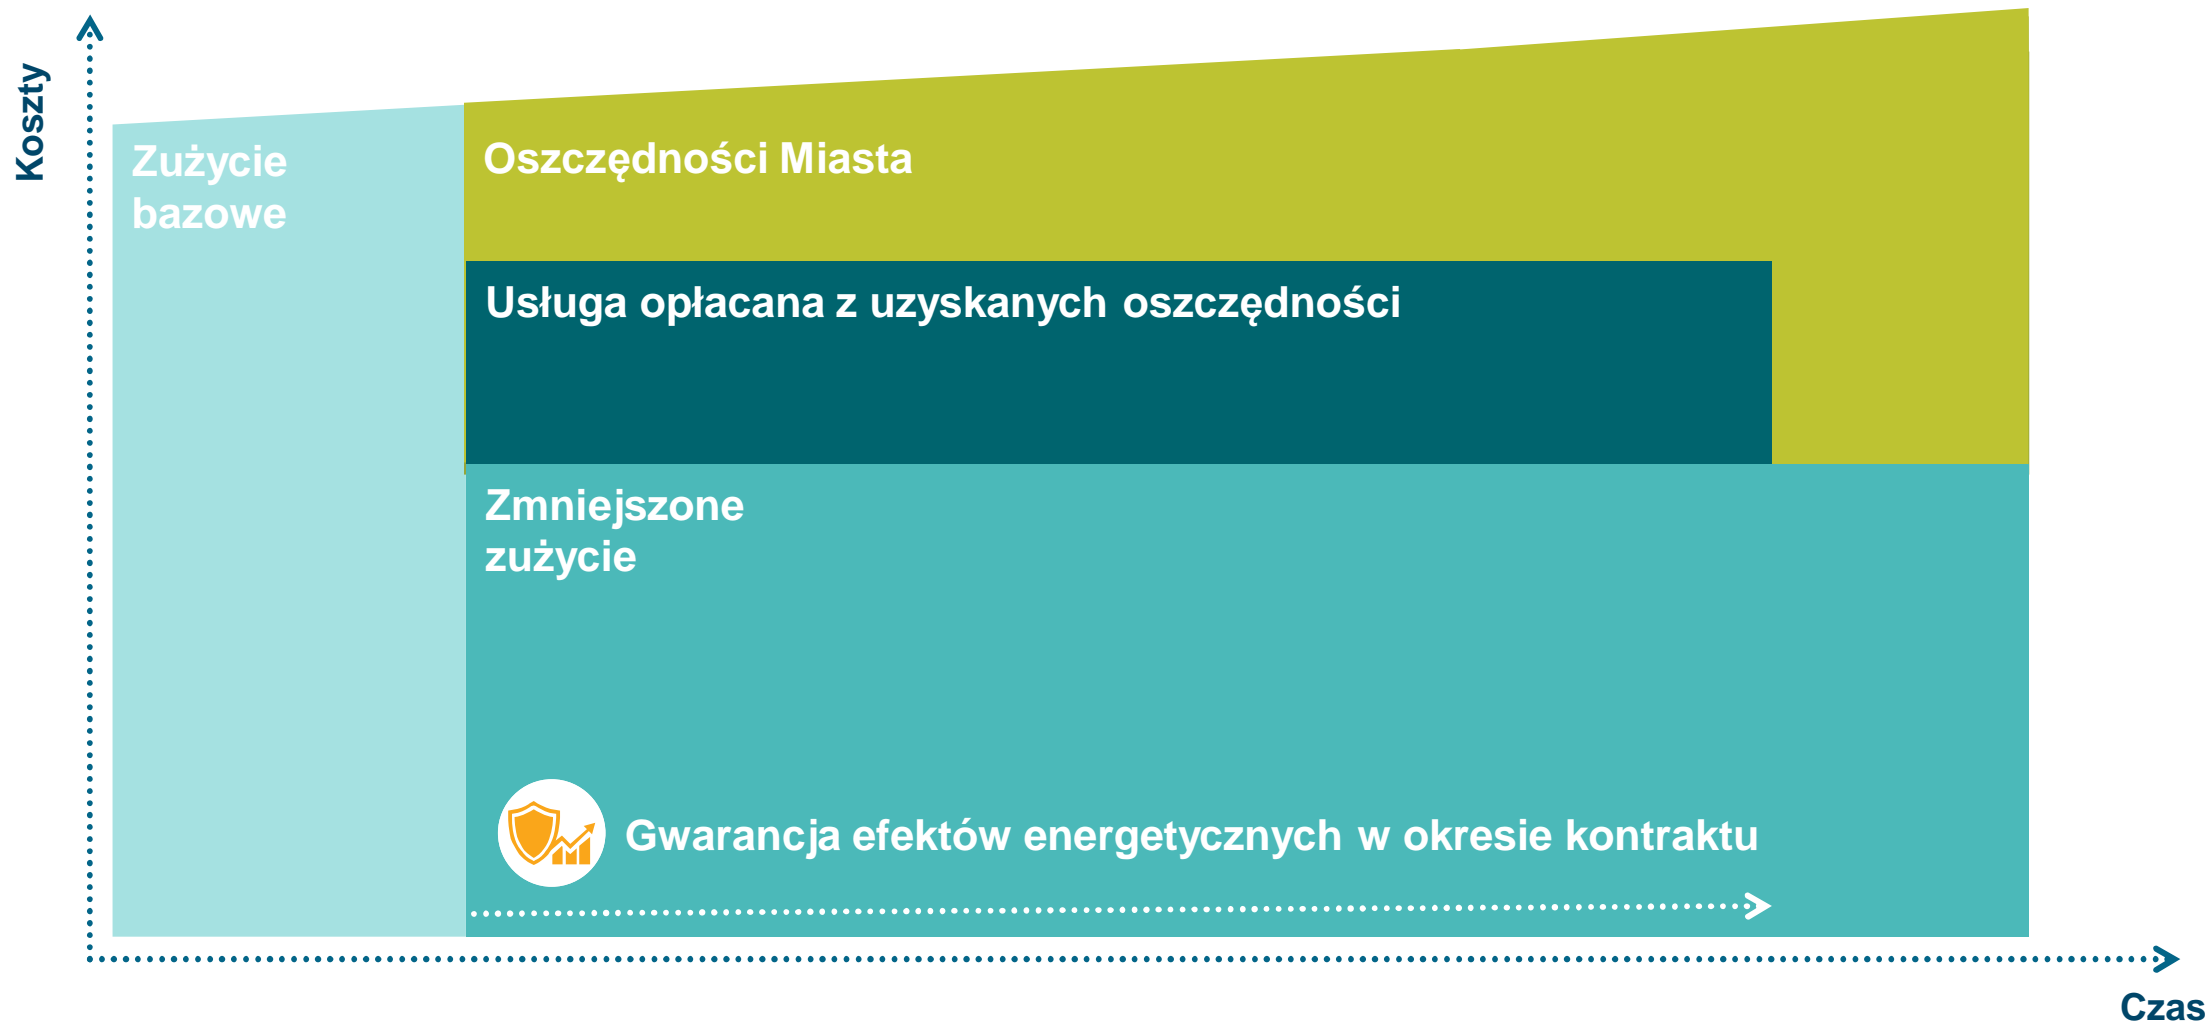 Koszty
Zużycie
bazowe
Oszczędności Miasta
Usługa opłacana z uzyskanych oszczędności
Zmniejszone
zużycie
Gwarancja efektów energetycznych w okresie kontraktu
Czas